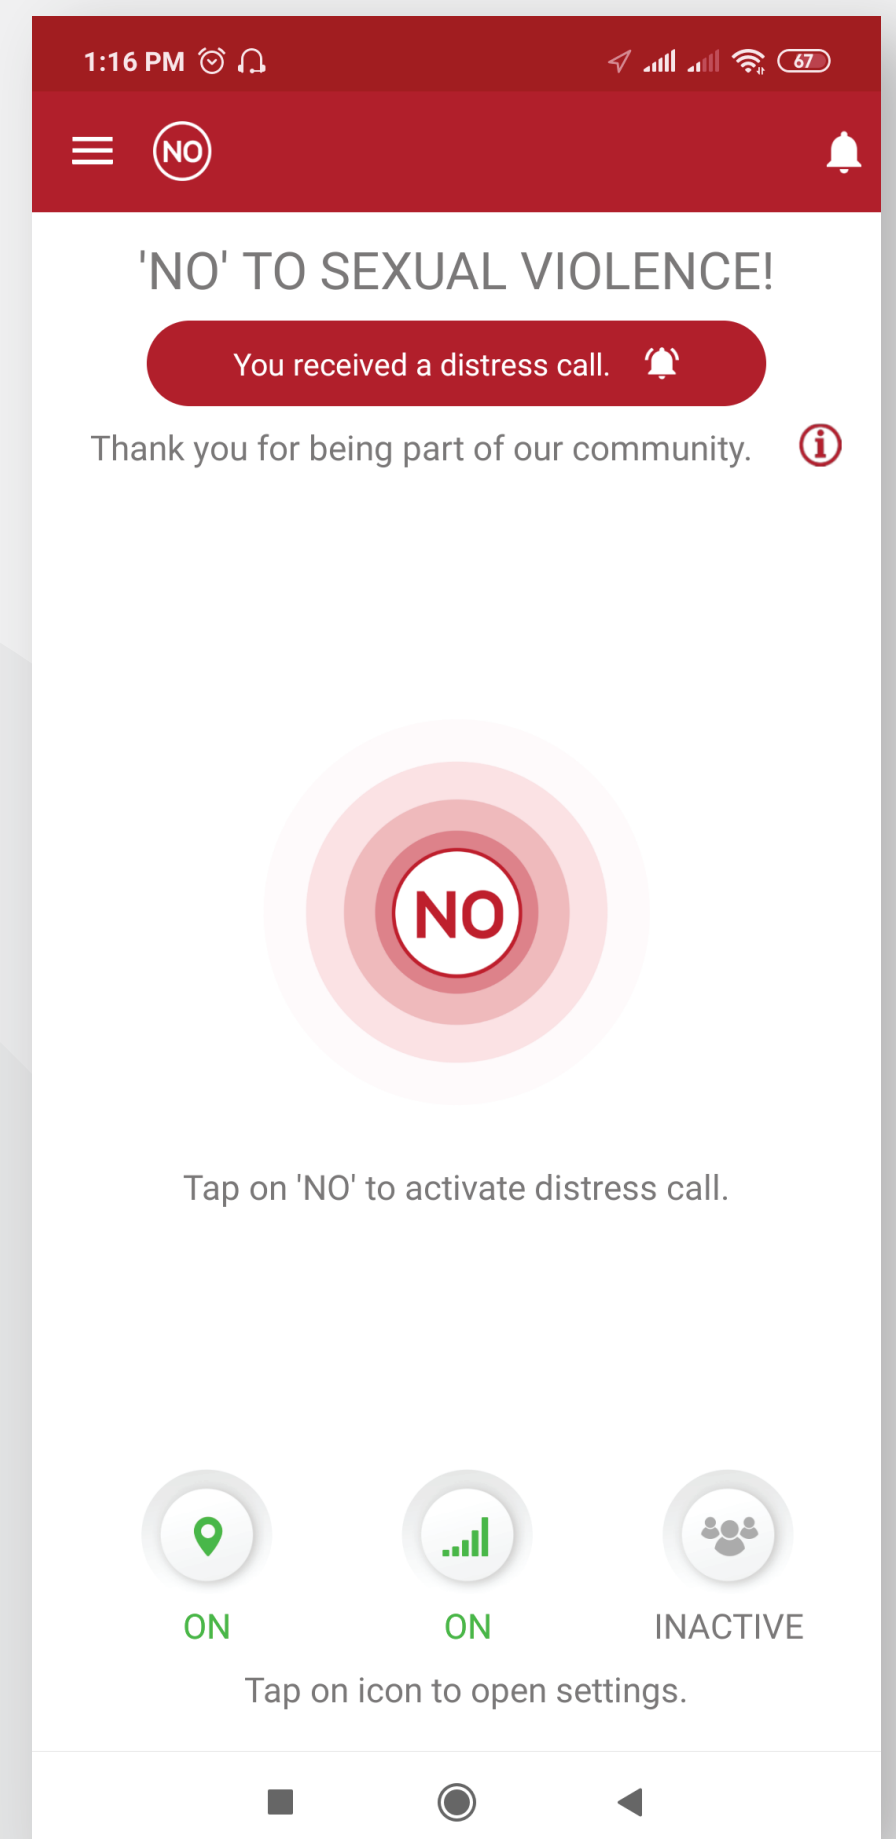 1:16 PM 67
NO
'NO' TO SEXUAL VIOLENCE!
You received a distress call.
Thank you for being part of our community.
NO
Tap on 'NO' to activate distress call.
ON ON INACTIVE
Tap on icon to open settings.